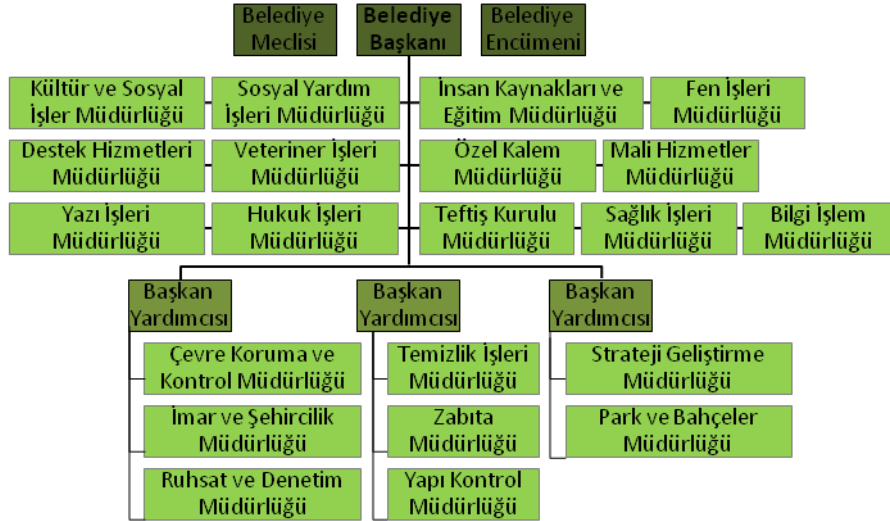 Belediye
Meclisi
Belediye
Başkanı
Belediye
Encümeni
Kültür ve Sosyal
İşler Müdürlüğü
Sosyal Yardım
İşleri Müdürlüğü
İnsan Kaynakları ve
Eğitim Müdürlüğü
Fen İşleri
Müdürlüğü
Destek Hizmetleri
Müdürlüğü
Veteriner İşleri
Müdürlüğü
Özel Kalem
Müdürlüğü
Mali Hizmetler
Müdürlüğü
Yazı İşleri
Müdürlüğü
Hukuk İşleri
Müdürlüğü
Teftiş Kurulu
Müdürlüğü
Sağlık İşleri
Müdürlüğü
Bilgi İşlem
Müdürlüğü
Başkan
Yardımcısı
Çevre Koruma ve
Kontrol Müdürlüğü
İmar ve Şehircilik
Müdürlüğü
Ruhsat ve Denetim
Müdürlüğü
Başkan
Yardımcısı
Temizlik İşleri
Müdürlüğü
Zabıta
Müdürlüğü
Yapı Kontrol
Müdürlüğü
Başkan
Yardımcısı
Strateji Geliştirme
Müdürlüğü
Park ve Bahçeler
Müdürlüğü